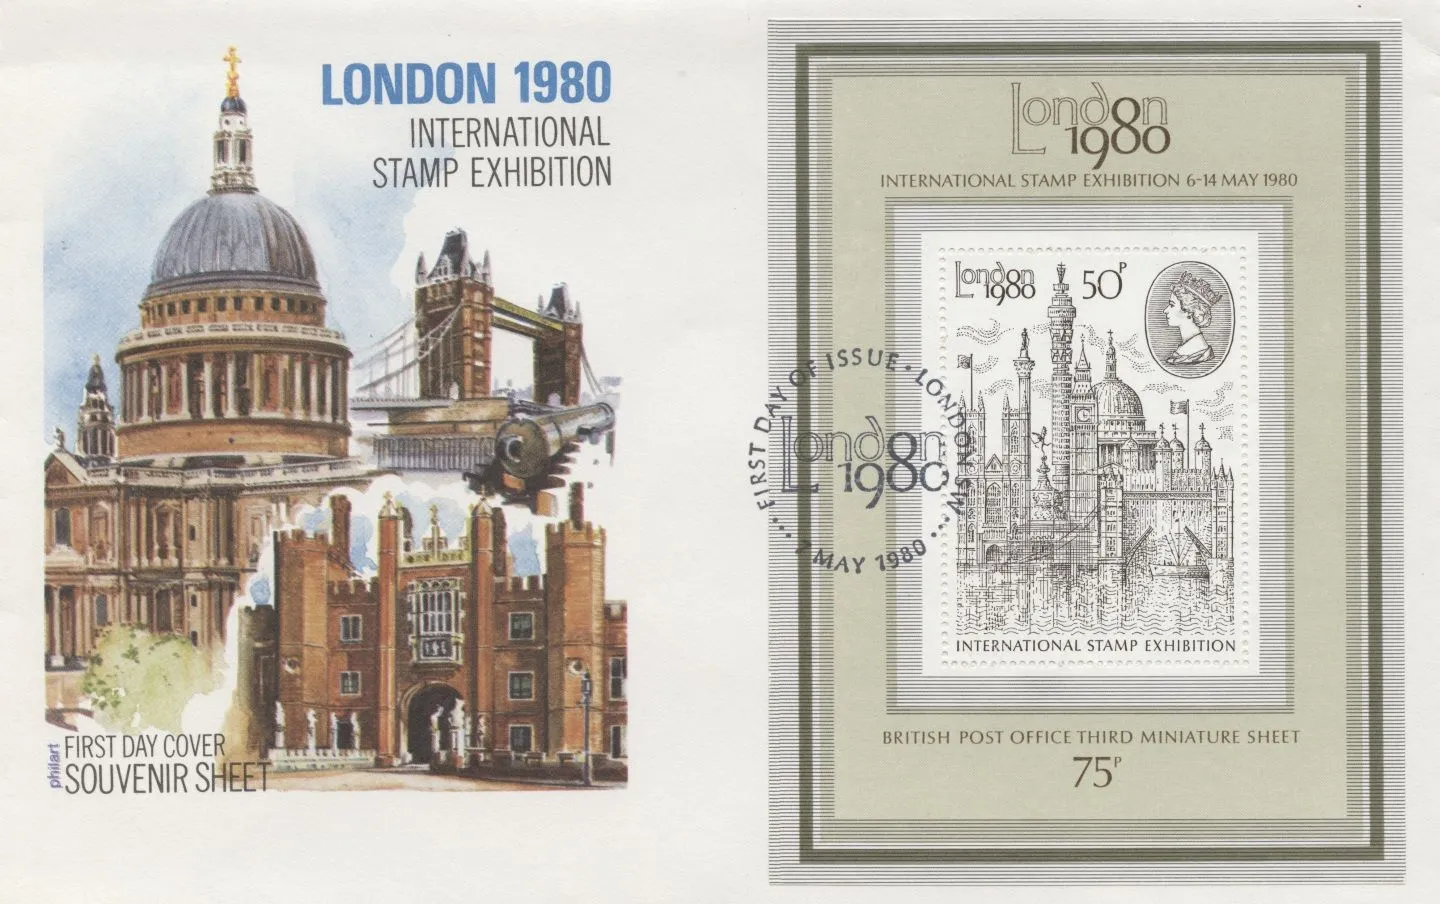 LONDON 1980
INTERNATIONAL
STAMP EXHIBITION
FIRST DAY COVER
SOUVENIR SHEET
philart
London
1980
INTERNATIONAL STAMP EXHIBITION 6-14 MAY 1980
London
1980
50P
INTERNATIONAL STAMP EXHIBITION
BRITISH POST OFFICE THIRD MINIATURE SHEET
75P
FIRST DAY OF ISSUE · LONDON SW
London
1980
7 MAY 1980